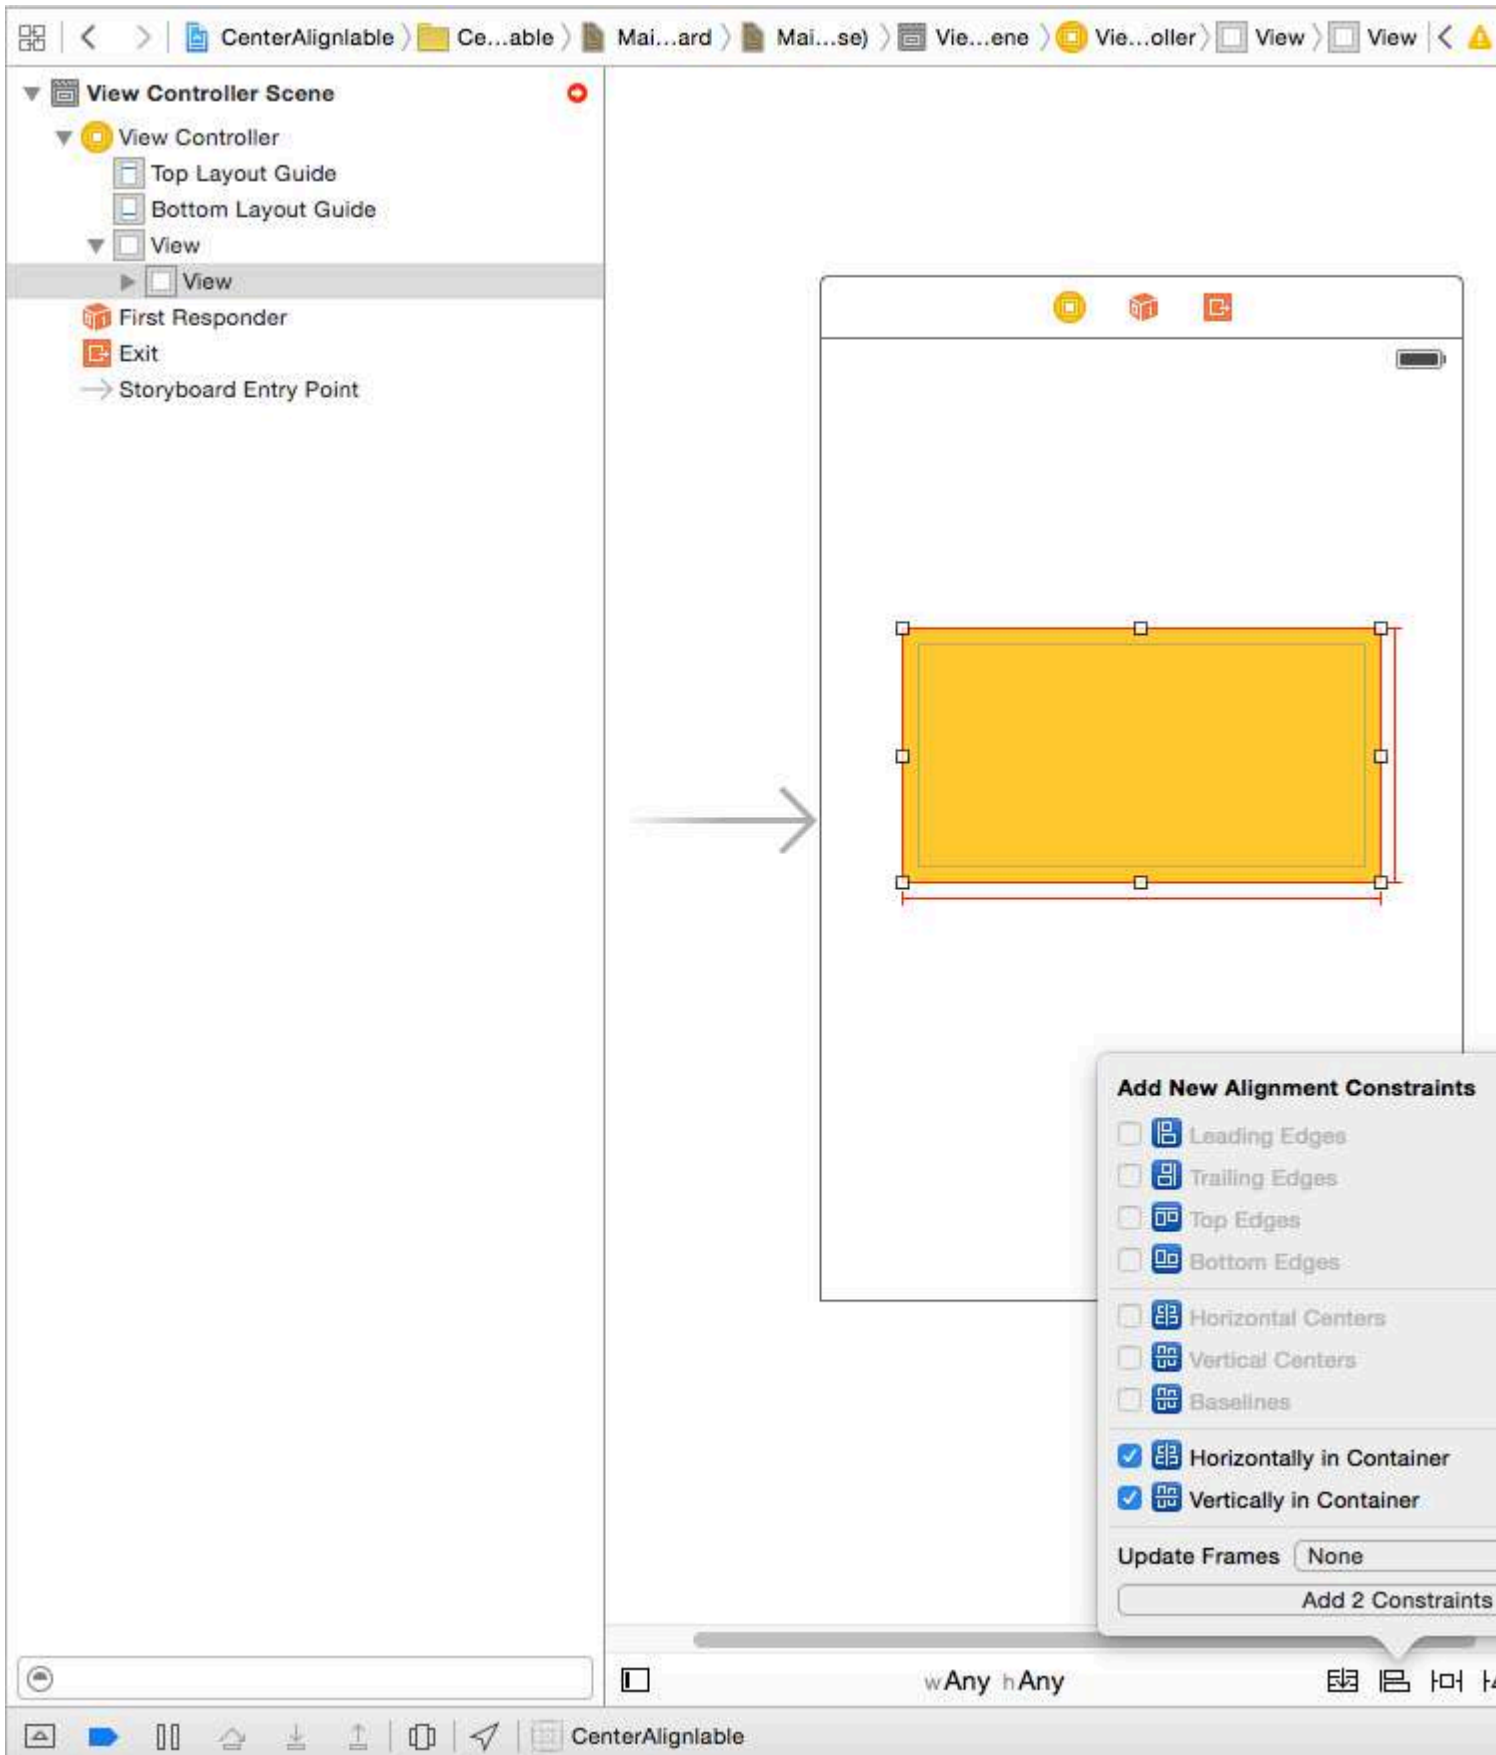 CenterAlignlable Ce...able Mai...ard Mai...se) Vie...ene Vie...oller View View
View Controller Scene
View Controller
Top Layout Guide
Bottom Layout Guide
View
View
First Responder
Exit
Storyboard Entry Point
Add New Alignment Constraints
Leading Edges
Trailing Edges
Top Edges
Bottom Edges
Horizontal Centers
Vertical Centers
Baselines
Horizontally in Container
Vertically in Container
Update Frames None
Add 2 Constraints
wAny hAny
CenterAlignlable